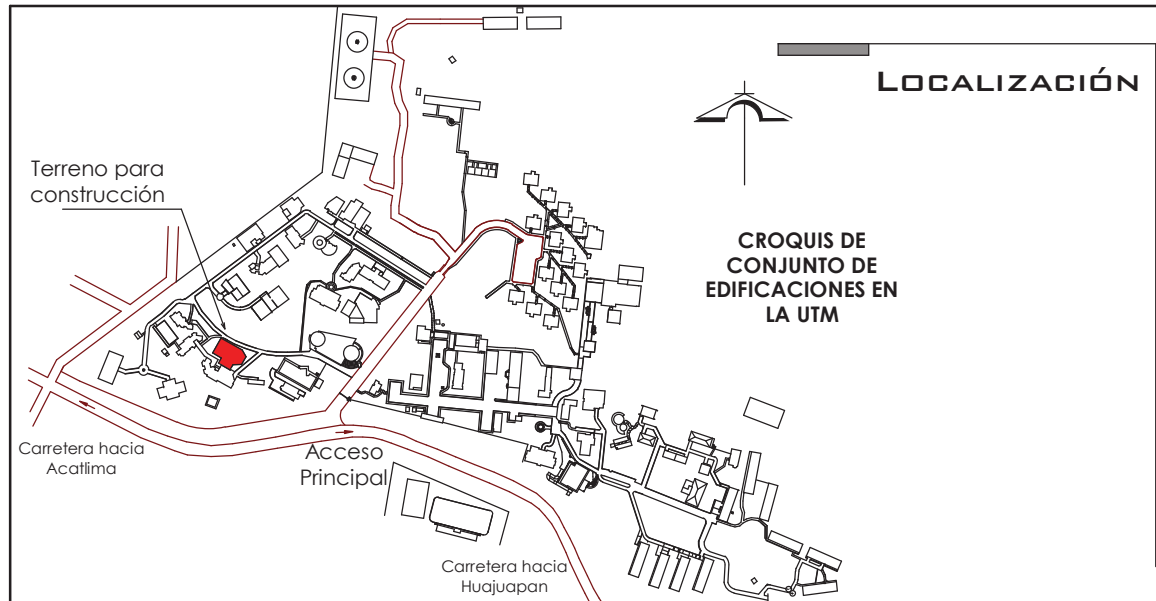 LOCALIZACIÓN
Terreno para
construcción
CROQUIS DE
CONJUNTO DE
EDIFICACIONES EN
LA UTM
Carretera hacia
Acatlima
Acceso
Principal
Carretera hacia
Huajuapan